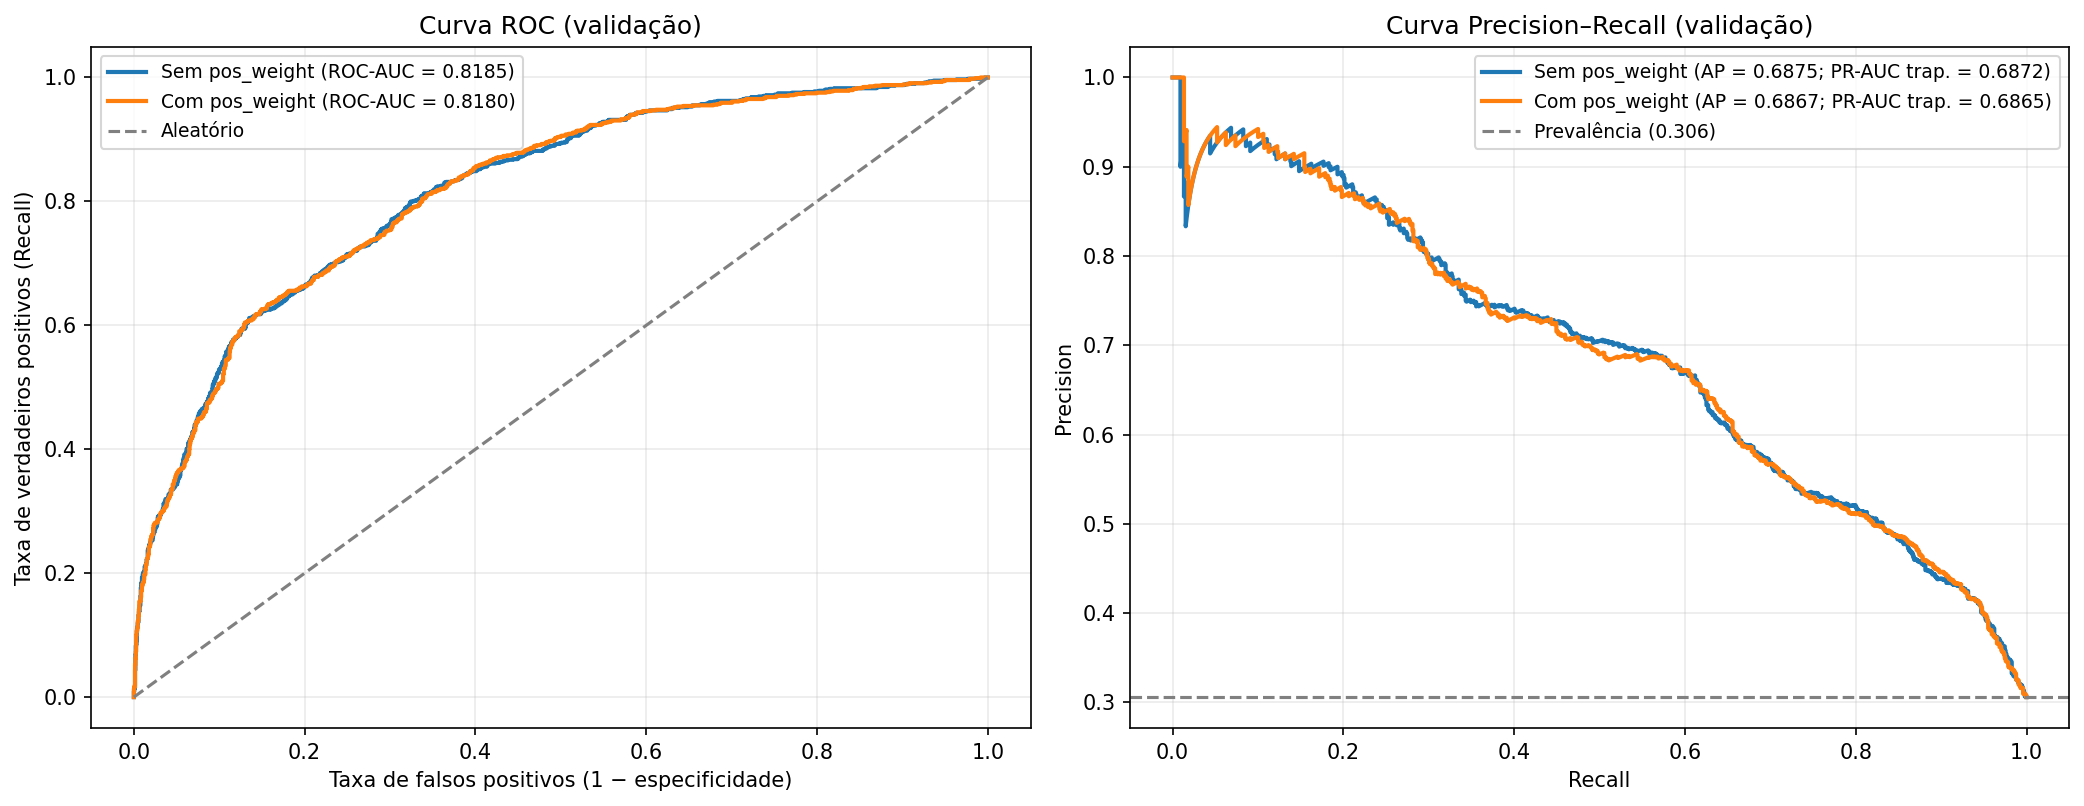 Curva ROC (validação)
Sem pos_weight (ROC-AUC = 0.8185)
Com pos_weight (ROC-AUC = 0.8180)
Aleatório
Taxa de verdadeiros positivos (Recall)
1.0
0.8
0.6
0.4
0.2
0.0
0.0 0.2 0.4 0.6 0.8 1.0
Taxa de falsos positivos (1 − especificidade)
Curva Precision–Recall (validação)
Sem pos_weight (AP = 0.6875; PR-AUC trap. = 0.6872)
Com pos_weight (AP = 0.6867; PR-AUC trap. = 0.6865)
Prevalência (0.306)
Precision
1.0
0.9
0.8
0.7
0.6
0.5
0.4
0.3
0.0 0.2 0.4 0.6 0.8 1.0
Recall